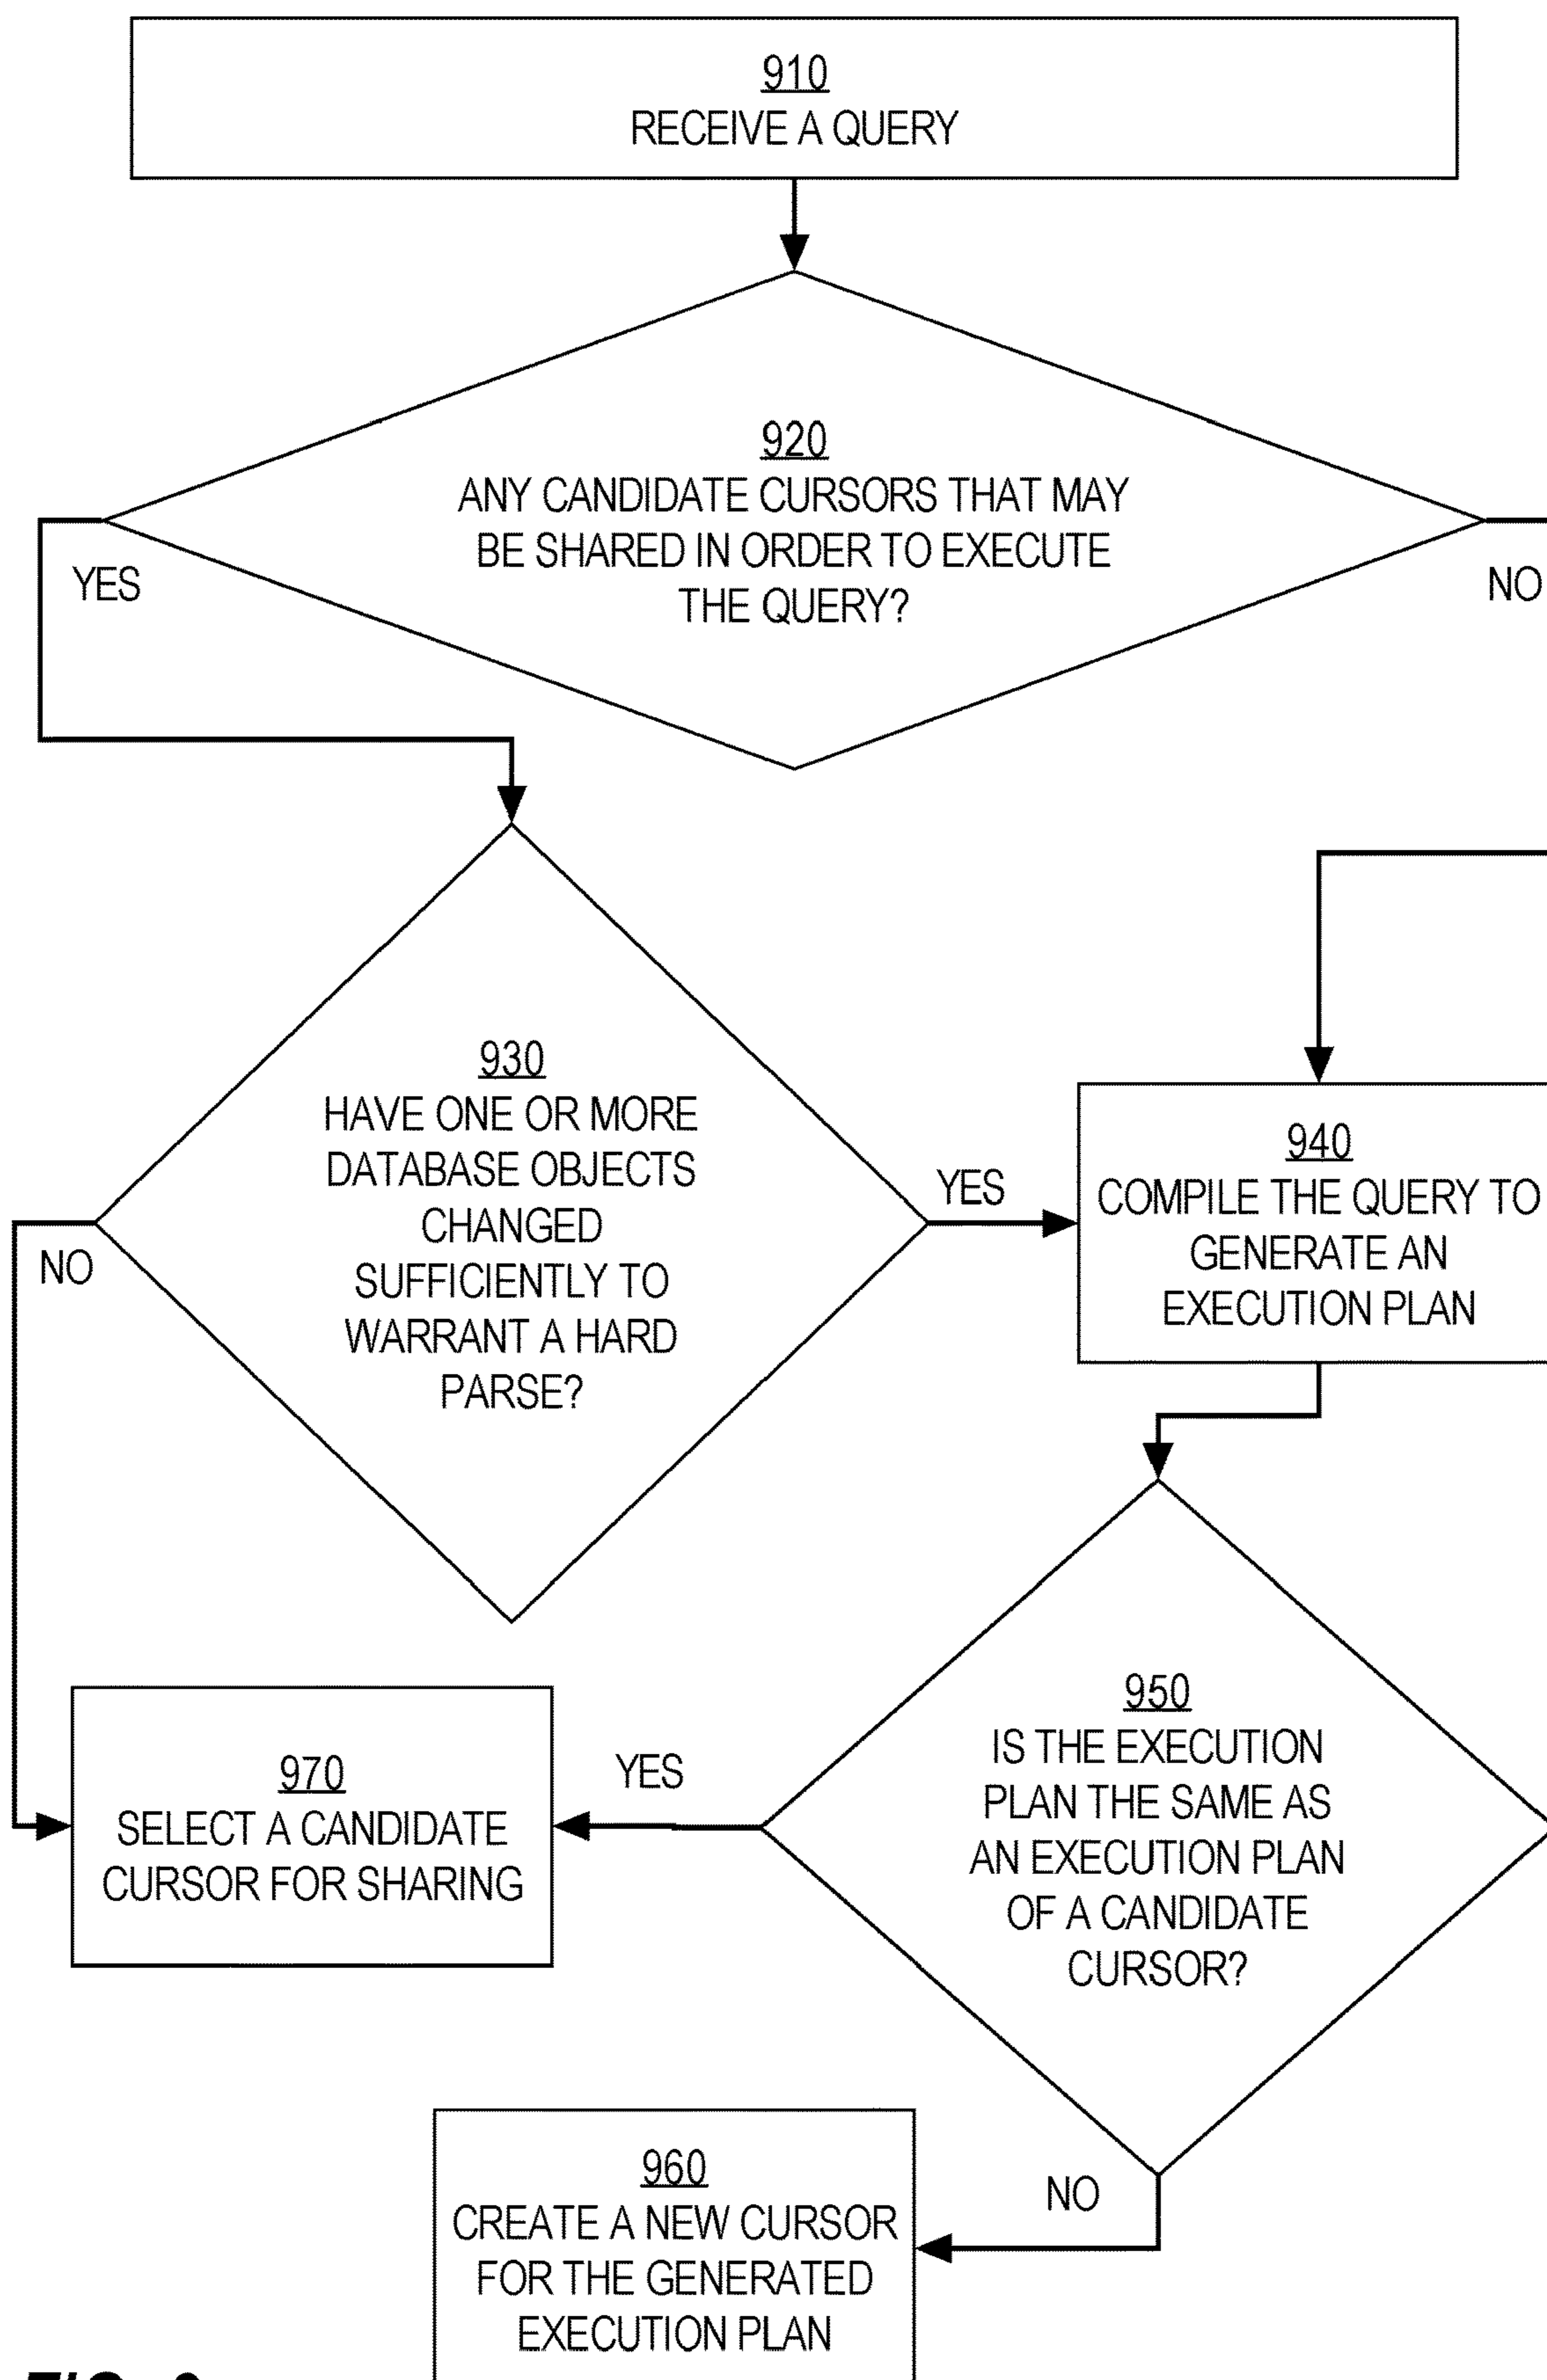 910
RECEIVE A QUERY
920
ANY CANDIDATE CURSORS THAT MAY
BE SHARED IN ORDER TO EXECUTE
THE QUERY?
YES
NO
930
HAVE ONE OR MORE
DATABASE OBJECTS
CHANGED
SUFFICIENTLY TO
WARRANT A HARD
PARSE?
YES
NO
940
COMPILE THE QUERY TO
GENERATE AN
EXECUTION PLAN
950
IS THE EXECUTION
PLAN THE SAME AS
AN EXECUTION PLAN
OF A CANDIDATE
CURSOR?
YES
970
SELECT A CANDIDATE
CURSOR FOR SHARING
NO
960
CREATE A NEW CURSOR
FOR THE GENERATED
EXECUTION PLAN